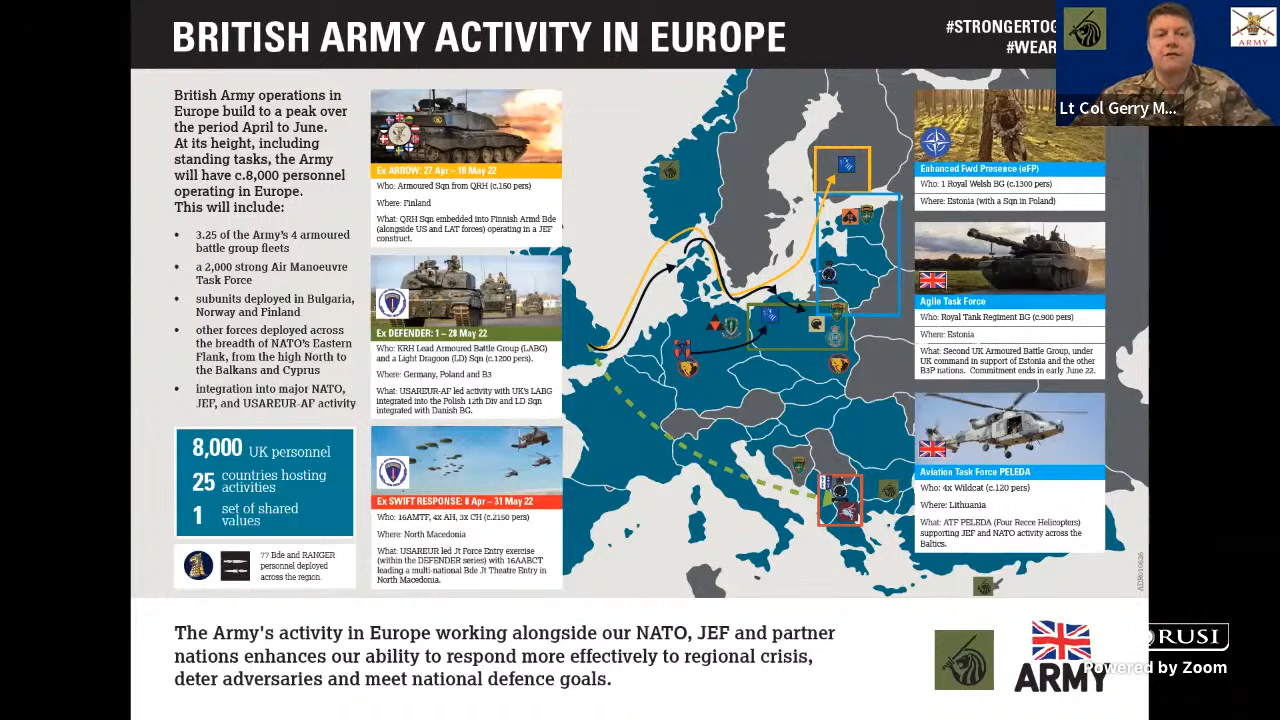 BRITISH ARMY ACTIVITY IN EUROPE
#STRONGERTOG
#WEAR
ARMY
Lt Col Gerry M...
British Army operations in
Europe build to a peak over
the period April to June.
At its height, including
standing tasks, the Army
will have c.8,000 personnel
operating in Europe.
This will include:
• 3.25 of the Army's 4 armoured
battle group fleets
• a 2,000 strong Air Manoeuvre
Task Force
• subunits deployed in Bulgaria,
Norway and Finland
• other forces deployed across
the breadth of NATO's Eastern
Flank, from the high North to
the Balkans and Cyprus
• integration into major NATO,
JEF, and USAREUR-AF activity
8,000 UK personnel
25 countries hosting
activities
1 set of shared
values
77 Bde and RANGER
personnel deployed
across the region.
Ex ARROW: 27 Apr – 18 May 22
Who: Armoured Sqn from QRH (c.150 pers)
Where: Finland
What: QRH Sqn embedded into Finnish Armd Bde
(alongside US and LAT forces) operating in a JEF
construct.
Ex DEFENDER: 1 – 28 May 22
Who: KRH Lead Armoured Battle Group (LABG)
and a Light Dragoon (LD) Sqn (c.1200 pers).
Where: Germany, Poland and B3
What: USAREUR-AF led activity with UK's LABG
integrated into the Polish 12th Div and LD Sqn
integrated with Danish BG.
Ex SWIFT RESPONSE: 8 Apr – 31 May 22
Who: 16AMTF, 4x AH, 3x CH (c.2150 pers)
Where: North Macedonia
What: USAREUR led Jt Force Entry exercise
(within the DEFENDER series) with 16AABCT
leading a multi-national Bde Jt Theatre Entry in
North Macedonia.
Enhanced Fwd Presence (eFP)
Who: 1 Royal Welsh BG (c.1300 pers)
Where: Estonia (with a Sqn in Poland)
Agile Task Force
Who: Royal Tank Regiment BG (c.900 pers)
Where: Estonia
What: Second UK Armoured Battle Group, under
UK command in support of Estonia and the other
B3P nations. Commitment ends in early June 22.
Aviation Task Force PELEDA
Who: 4x Wildcat (c.120 pers)
Where: Lithuania
What: ATF PELEDA (Four Recce Helicopters)
supporting JEF and NATO activity across the
Baltics.
The Army's activity in Europe working alongside our NATO, JEF and partner
nations enhances our ability to respond more effectively to regional crisis,
deter adversaries and meet national defence goals.
ARMY
RUSI
Powered by Zoom